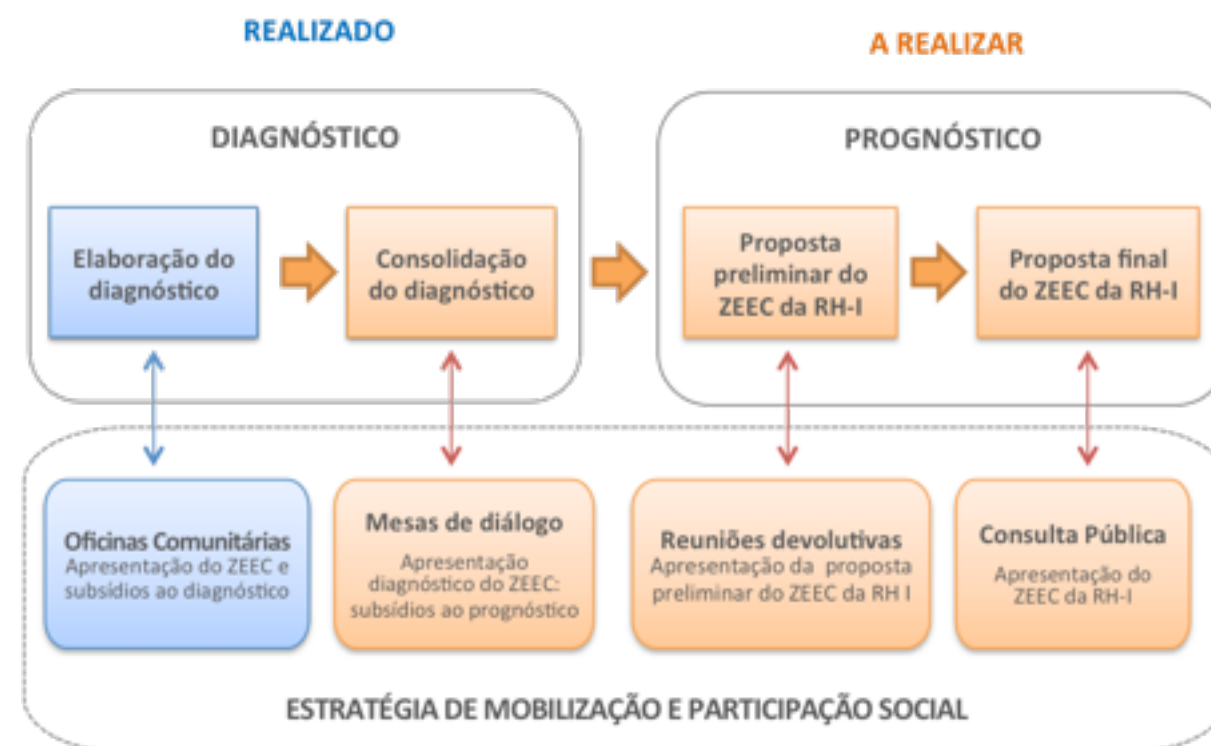 REALIZADO
A REALIZAR
DIAGNÓSTICO
PROGNÓSTICO
Elaboração do
diagnóstico
Consolidação
do diagnóstico
Proposta
preliminar do
ZEEC da RH-I
Proposta final
do ZEEC da RH-I
Oficinas Comunitárias
Apresentação do ZEEC e
subsídios ao diagnóstico
Mesas de diálogo
Apresentação
diagnóstico do ZEEC:
subsídios ao prognóstico
Reuniões devolutivas
Apresentação da proposta
preliminar do ZEEC da RH I
Consulta Pública
Apresentação do
ZEEC da RH-I
ESTRATÉGIA DE MOBILIZAÇÃO E PARTICIPAÇÃO SOCIAL